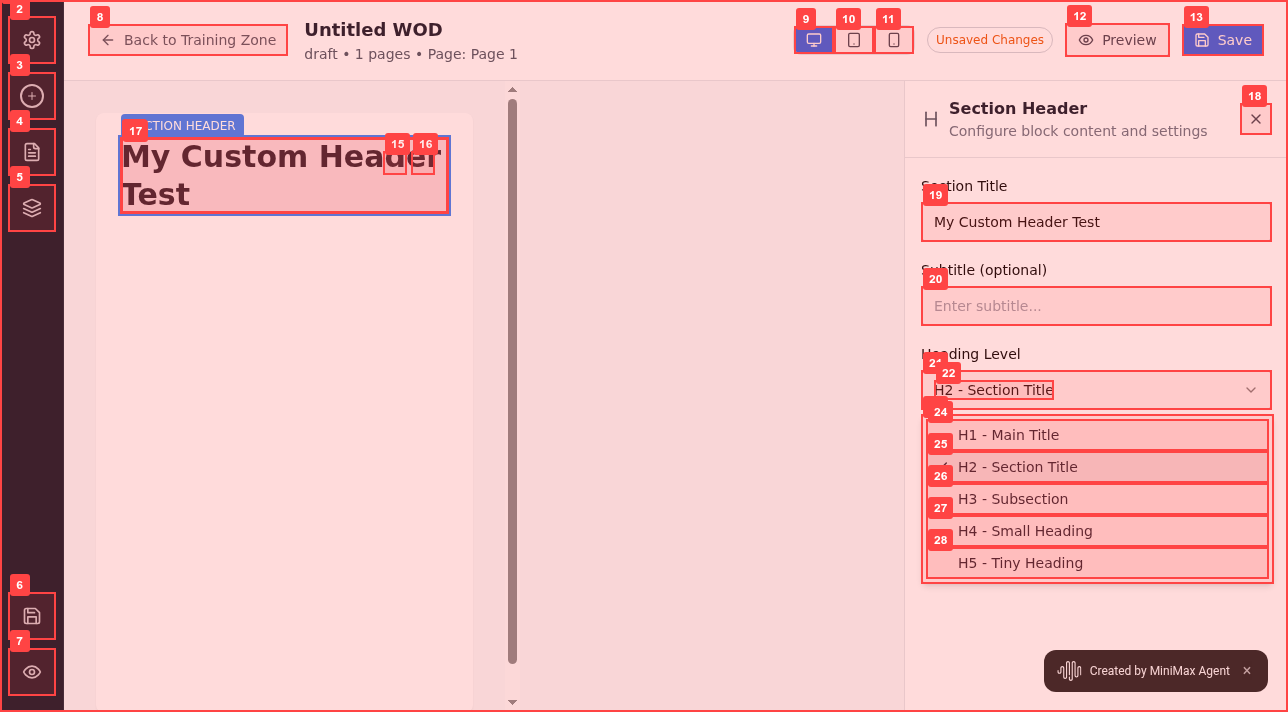 2
3
4
5
6
7
8
Back to Training Zone
Untitled WOD
draft • 1 pages • Page: Page 1
9
10
11
Unsaved Changes
12
Preview
13
Save
17
CTION HEADER
15
16
My Custom Header
Test
Section Header
Configure block content and settings
18
Section Title
19
My Custom Header Test
Subtitle (optional)
20
Enter subtitle...
Heading Level
21
22
H2 - Section Title
24
H1 - Main Title
25
H2 - Section Title
26
H3 - Subsection
27
H4 - Small Heading
28
H5 - Tiny Heading
Created by MiniMax Agent ×